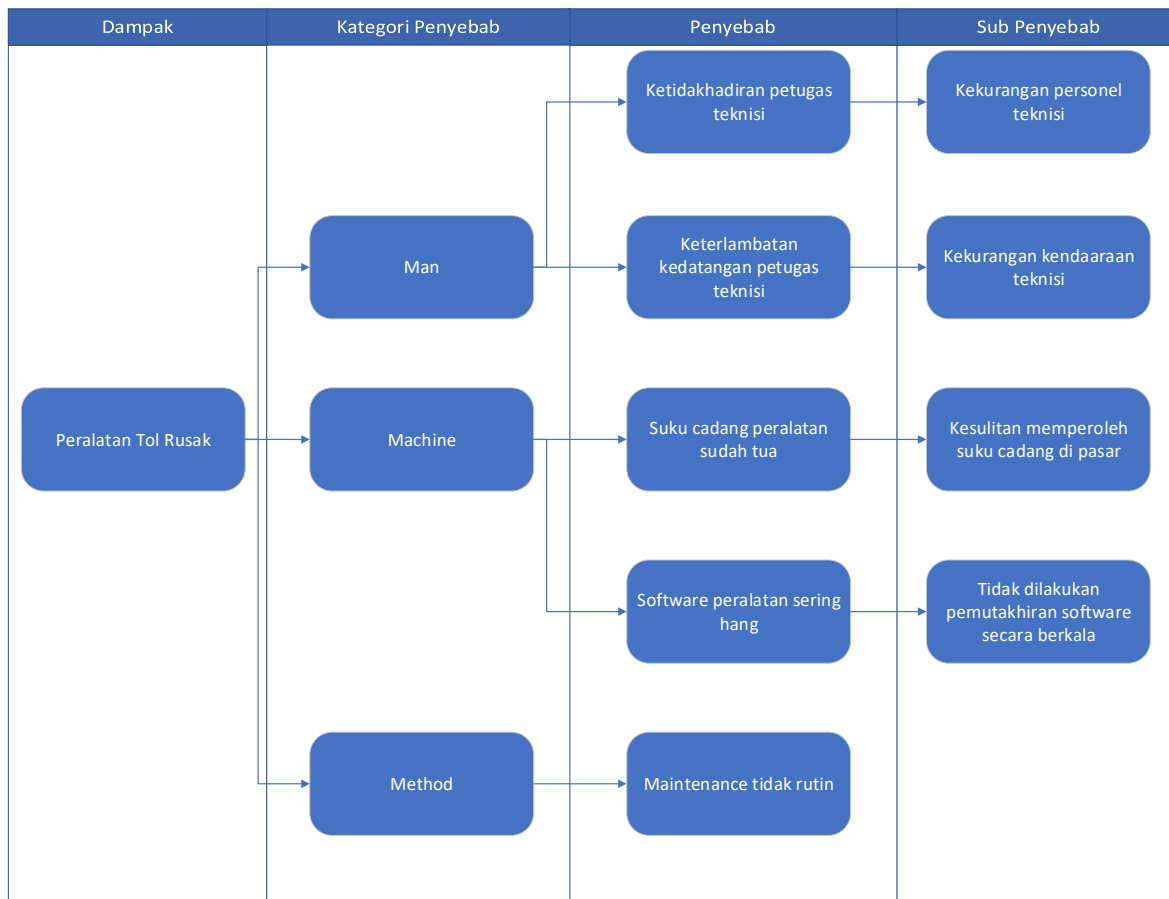 Dampak
Kategori Penyebab
Penyebab
Sub Penyebab
Ketidakhadiran petugas
teknisi
Kekurangan personel
teknisi
Man
Keterlambatan
kedatangan petugas
teknisi
Kekurangan kendaaraan
teknisi
Peralatan Tol Rusak
Machine
Suku cadang peralatan
sudah tua
Kesulitan memperoleh
suku cadang di pasar
Software peralatan sering
hang
Tidak dilakukan
pemutakhiran software
secara berkala
Method
Maintenance tidak rutin